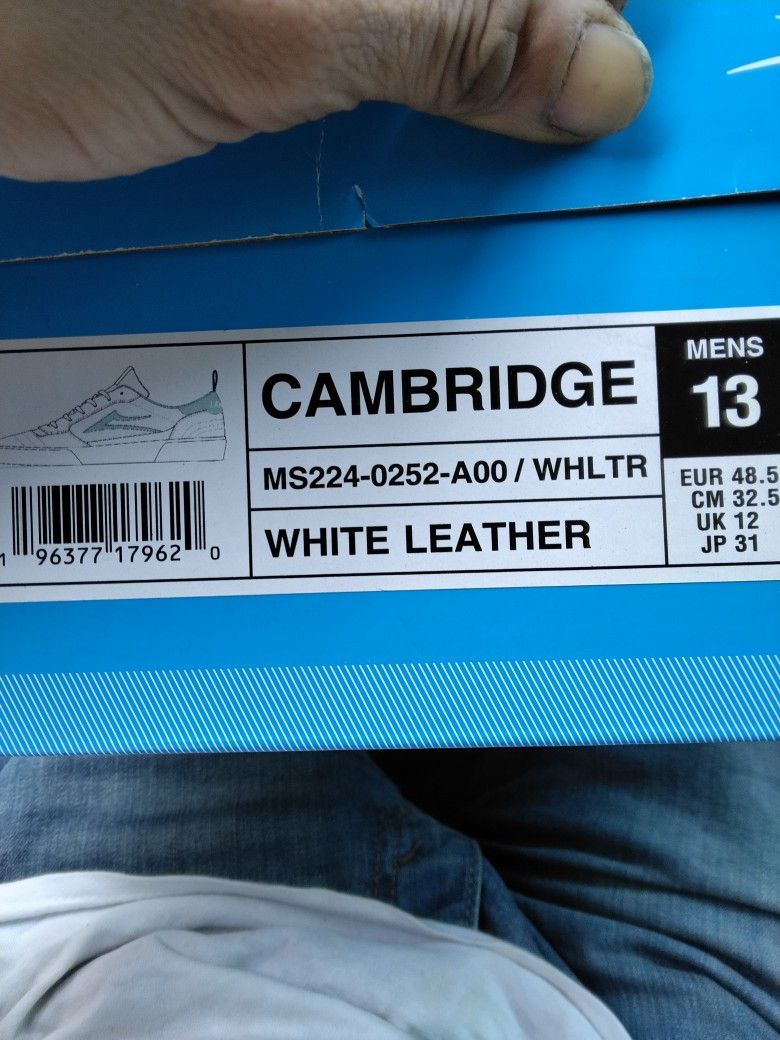 CAMBRIDGE
MS224-0252-A00 / WHLTR
WHITE LEATHER
MENS
13
EUR 48.5
CM 32.5
UK 12
JP 31
1 96377 17962 0